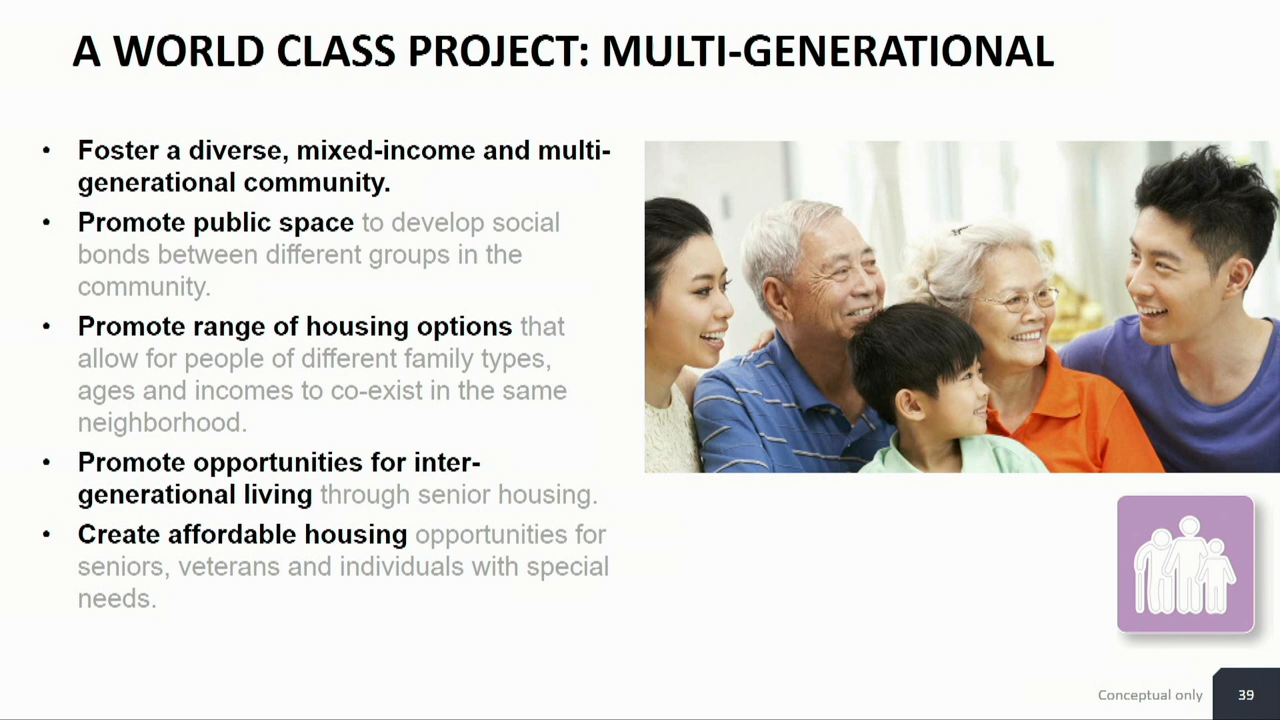 A WORLD CLASS PROJECT: MULTI-GENERATIONAL
• Foster a diverse, mixed-income and multi-
generational community.
• Promote public space to develop social
bonds between different groups in the
community.
• Promote range of housing options that
allow for people of different family types,
ages and incomes to co-exist in the same
neighborhood.
• Promote opportunities for inter-
generational living through senior housing.
• Create affordable housing opportunities for
seniors, veterans and individuals with special
needs.
Conceptual only
39